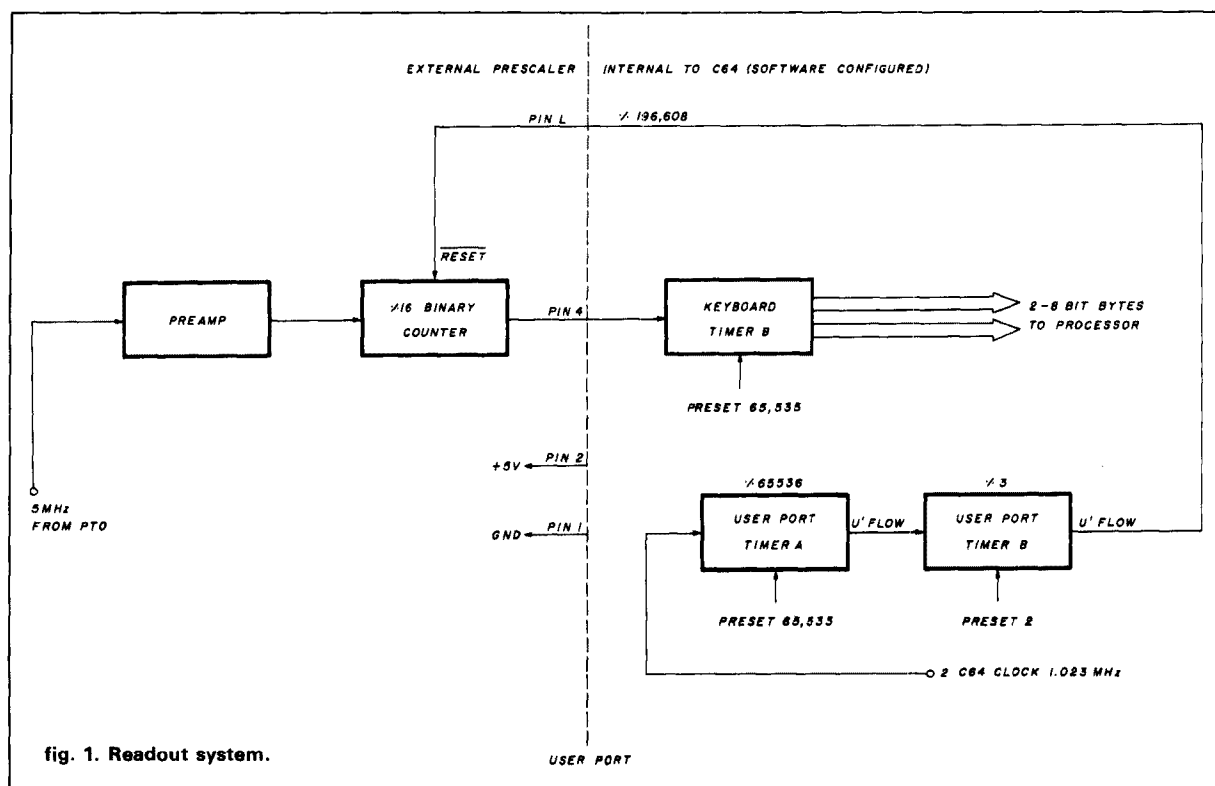 EXTERNAL PRESCALER
INTERNAL TO C64 (SOFTWARE CONFIGURED)
PIN L
⁒ 196,608
RESET
PREAMP
⁒16 BINARY
COUNTER
PIN 4
KEYBOARD
TIMER B
2-8 BIT BYTES
TO PROCESSOR
PRESET 65,535
+5V
PIN 2
5MHz
FROM PTO
GND
PIN 1
⁒ 65536
USER PORT
TIMER A
U'FLOW
⁒ 3
USER PORT
TIMER B
U'FLOW
PRESET 65,535
PRESET 2
2 C64 CLOCK 1.023 MHz
fig. 1. Readout system.
USER PORT